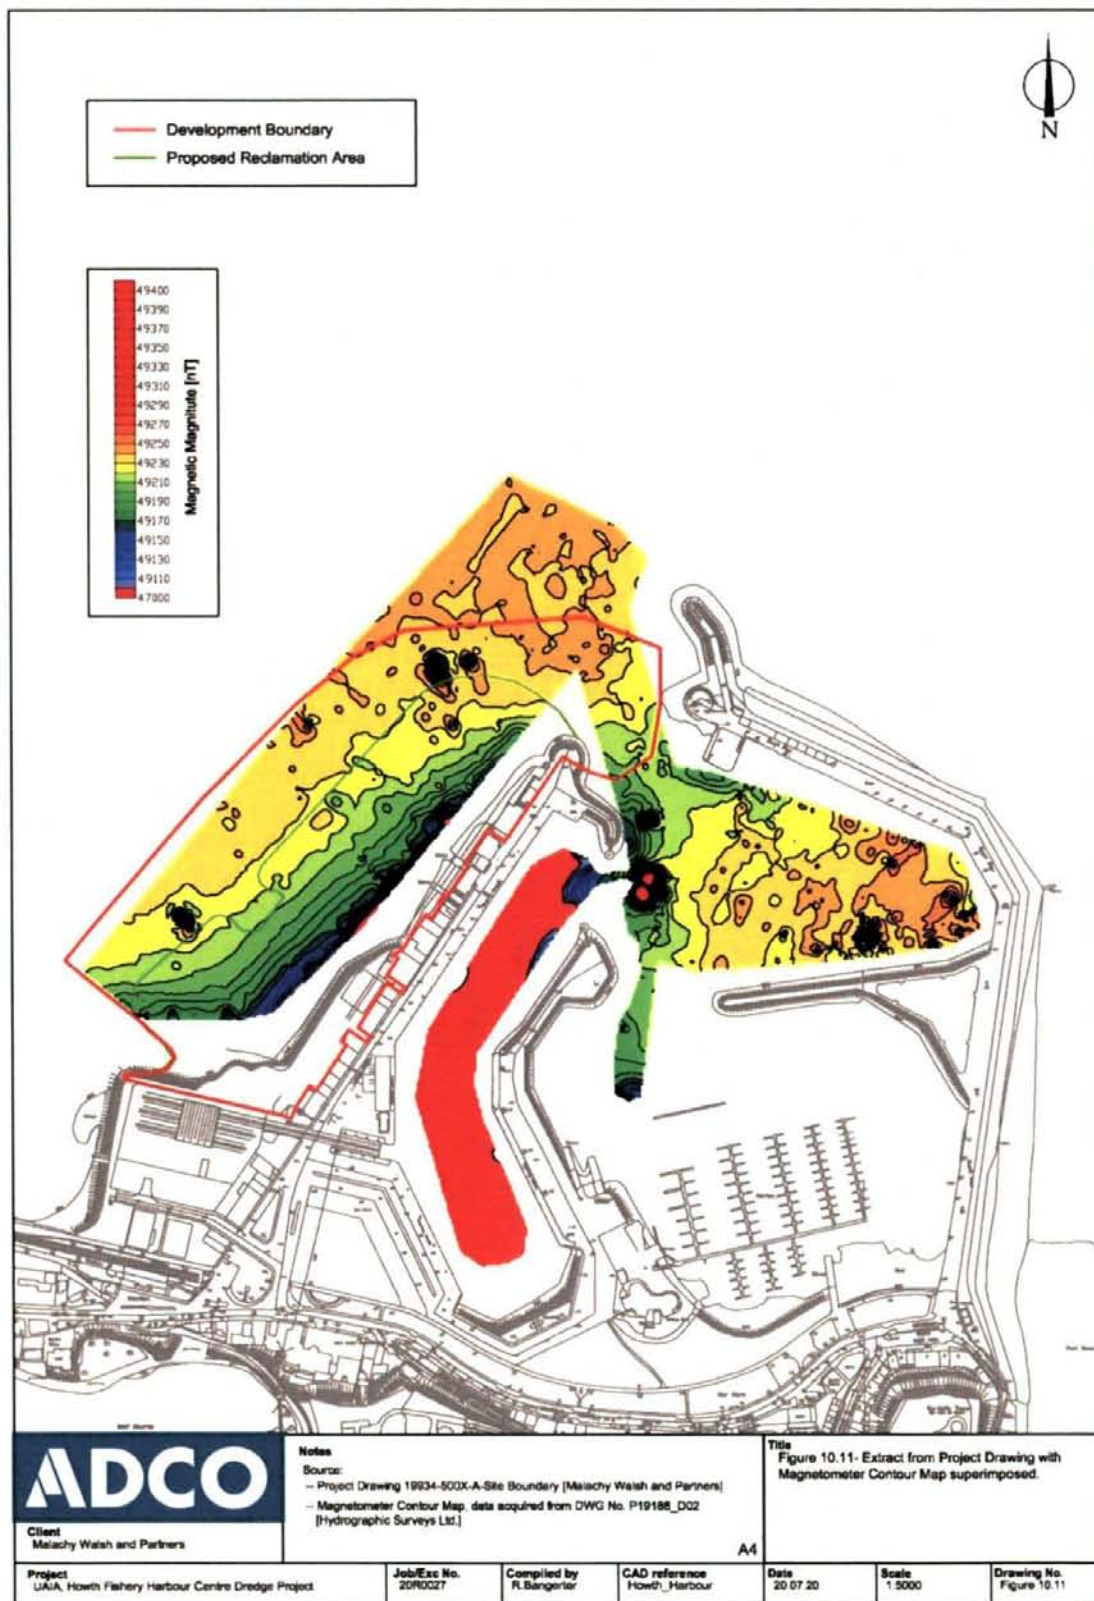 N
Development Boundary
Proposed Reclamation Area
49400
49390
49370
49350
49330
49310
49290
49270
49250
49230
49210
49190
49170
49150
49130
49110
47000
Magnetic Magnitute [nT]
ADCO
Client
Malachy Walsh and Partners
Notes
Source:
-- Project Drawing 19934-500X-A-Site Boundary [Malachy Walsh and Partners]
-- Magnetometer Contour Map, data acquired from DWG No. P19186_D02
[Hydrographic Surveys Ltd.]
A4
Title
Figure 10.11- Extract from Project Drawing with
Magnetometer Contour Map superimposed.
Project
UAIA, Howth Fishery Harbour Centre Dredge Project
Job/Exc No.
20R0027
Compiled by
R.Bangerter
CAD reference
Howth_Harbour
Date
20 07 20
Scale
1:5000
Drawing No.
Figure 10.11